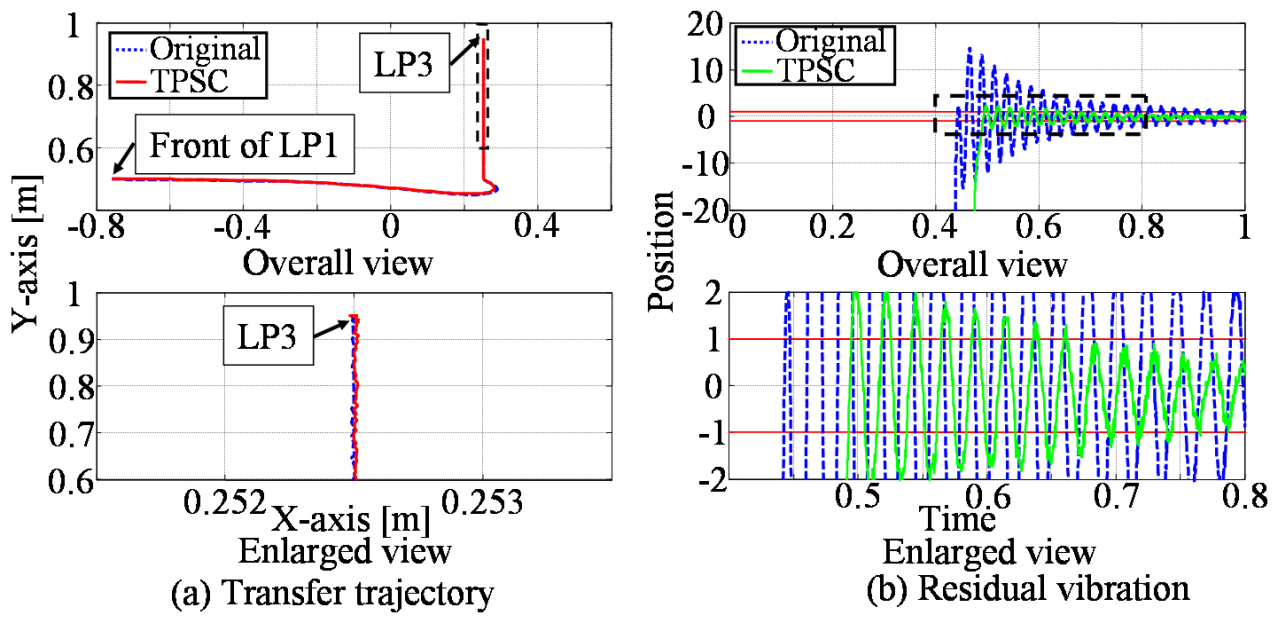 1
0.8
0.6
Original
TPSC
LP3
Front of LP1
-0.8
-0.4
0
0.4
Overall view
Y-axis [m]
1
0.9
0.8
0.7
0.6
LP3
0.252
0.253
X-axis [m]
Enlarged view
(a) Transfer trajectory
20
10
0
-10
-20
Original
TPSC
0
0.2
0.4
0.6
0.8
1
Overall view
Position
2
1
0
-1
-2
0.5
0.6
0.7
0.8
Time
Enlarged view
(b) Residual vibration